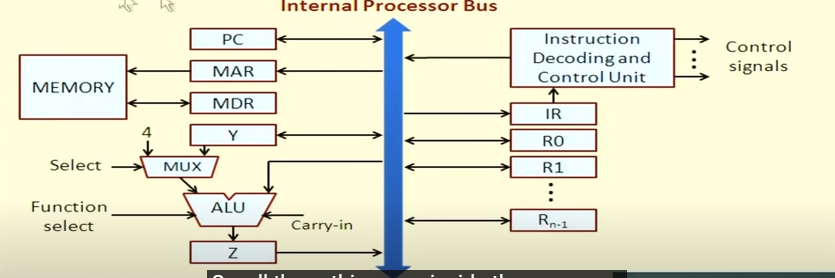 Internal Processor Bus
PC
MAR
MDR
MEMORY
Y
4
Select
MUX
Function
select
ALU
Carry-in
Z
Instruction
Decoding and
Control Unit
Control
signals
IR
R0
R1
Rn-1